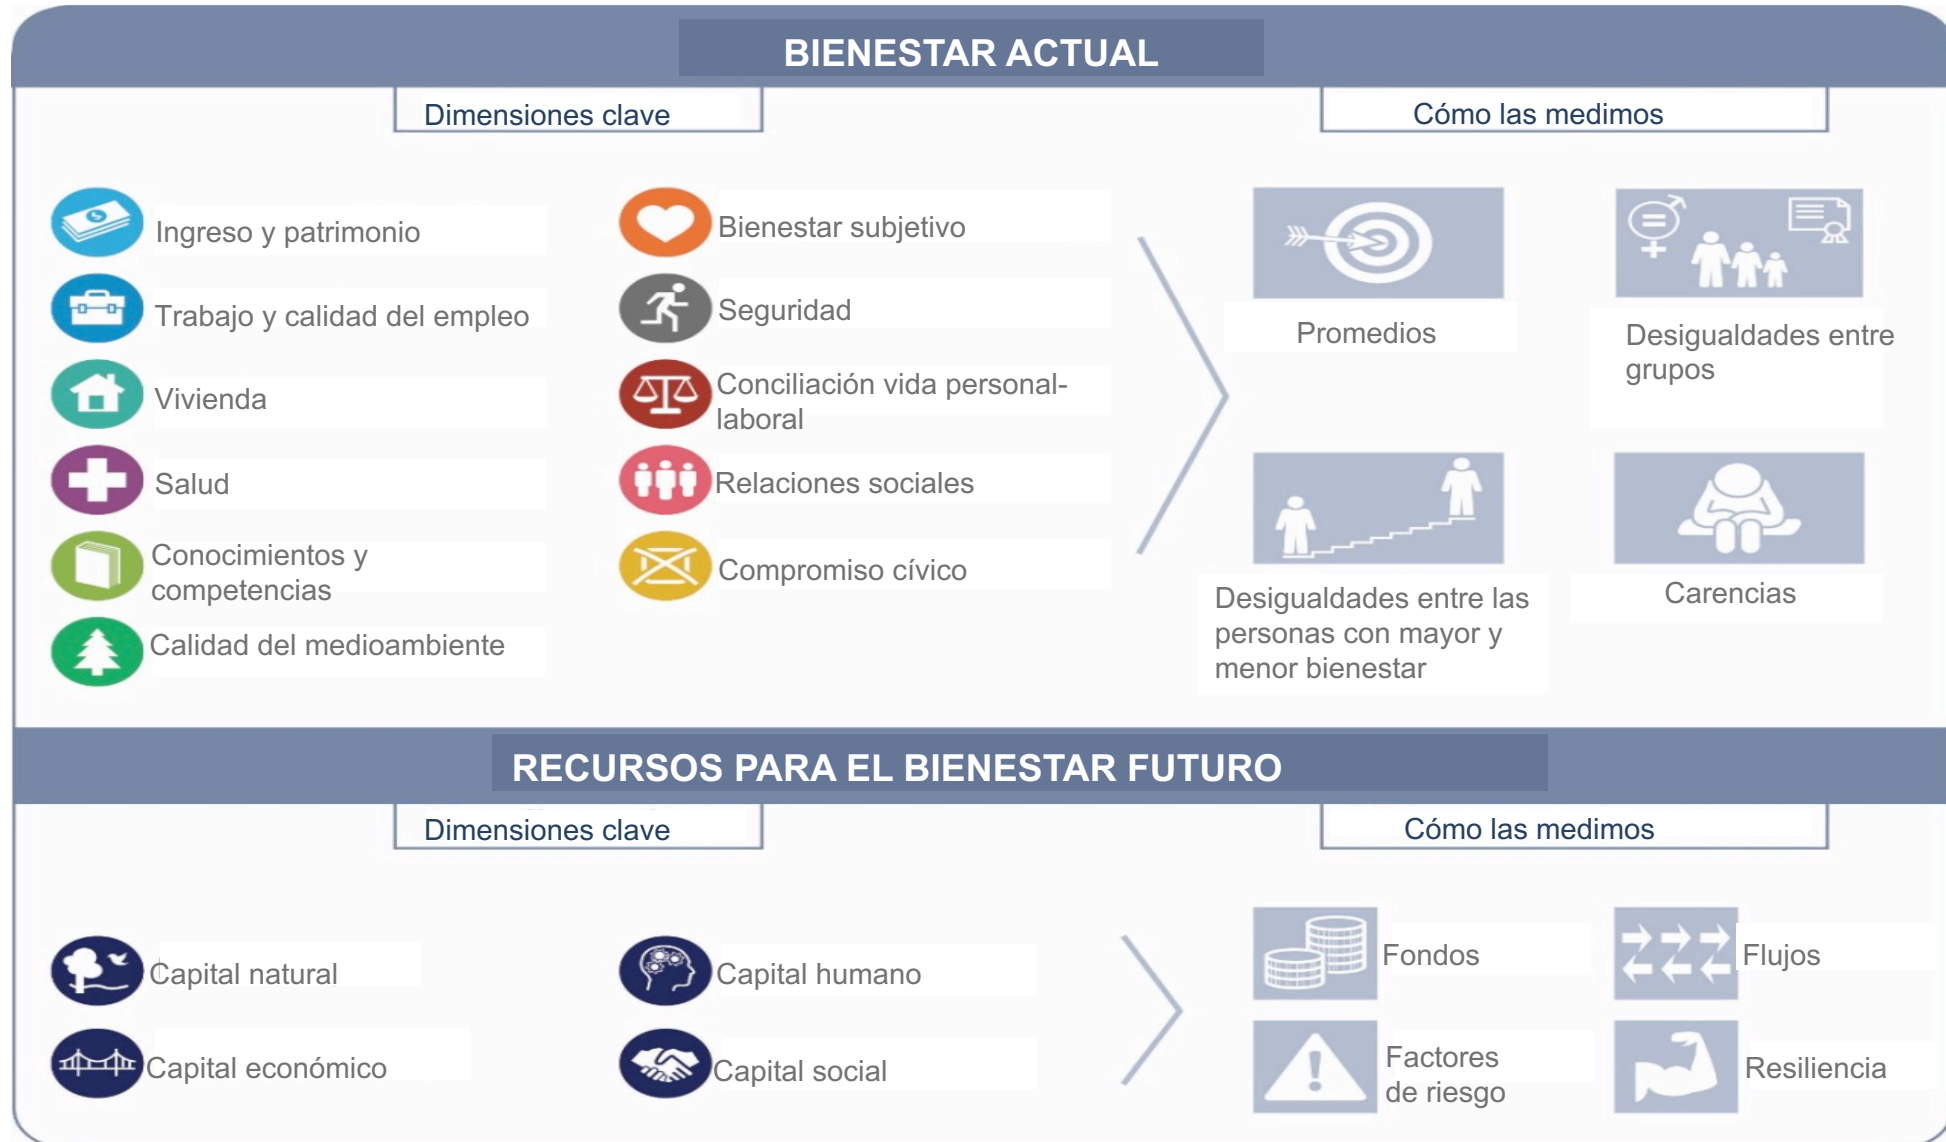 BIENESTAR ACTUAL
Dimensiones clave
Cómo las medimos
Ingreso y patrimonio
Trabajo y calidad del empleo
Vivienda
Salud
Conocimientos y
competencias
Calidad del medioambiente
Bienestar subjetivo
Seguridad
Conciliación vida personal-
laboral
Relaciones sociales
Compromiso cívico
Promedios
Desigualdades entre
grupos
Desigualdades entre las
personas con mayor y
menor bienestar
Carencias
RECURSOS PARA EL BIENESTAR FUTURO
Dimensiones clave
Cómo las medimos
Capital natural
Capital económico
Capital humano
Capital social
Fondos
Flujos
Factores
de riesgo
Resiliencia